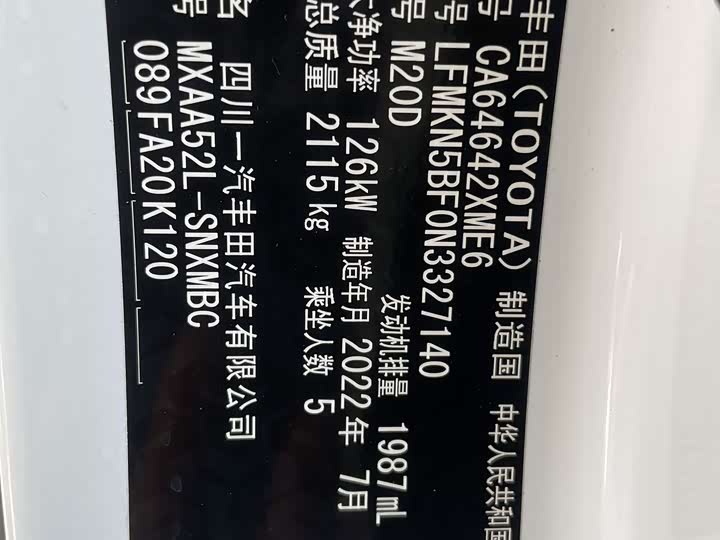 丰田(TOYOTA) 制造国 中华人民共和国
号 CA64642XME6
号 LFMKN5BF0N3327140
号 M20D 发动机排量 1987mL
大净功率 126kW 制造年月 2022年 7月
总质量 2115kg 乘坐人数 5
名 四川一汽丰田汽车有限公司
号 MXAA52L-SNXMBC
089FA20K120